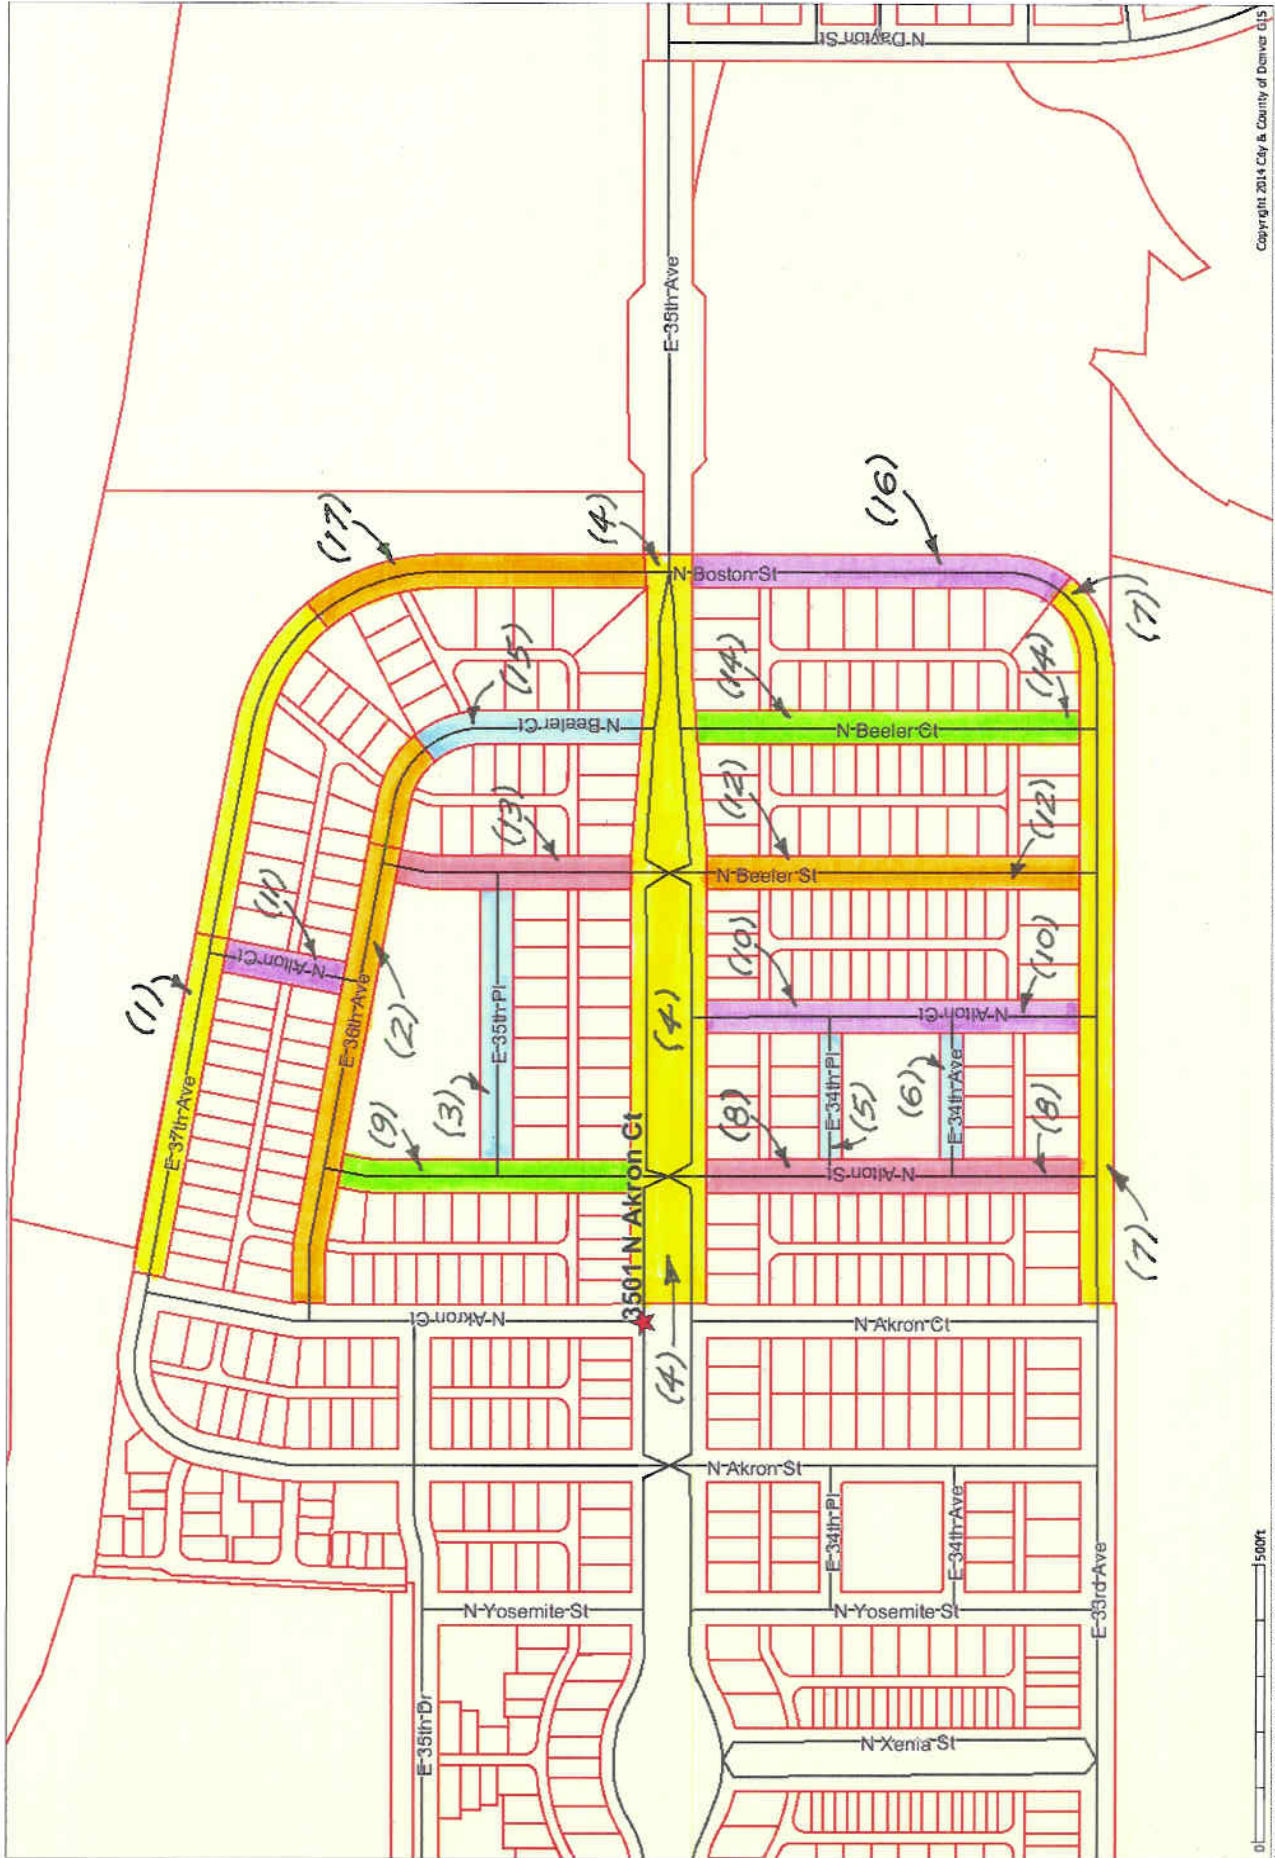 N-Dayton-St
Copyright 2014 City & County of Denver GIS
E-35th-Ave
(17)
(4)
(16)
N-Boston-St
(7)
(15)
(14)
(14)
N-Beeler-Ct
N-Beeler-Ct
(13)
(12)
(12)
N-Beeler-St
(11)
N-Alton-Ct
(1)
E-36th-Ave
(2)
E-35th-Pl
(4)
(10)
(10)
N-Alton-Ct
E-37th-Ave
(9)
(3)
(8)
E-34th-Pl
(5)
(6)
E-34th-Ave
(8)
N-Alton-St
3501 N Akron Ct
(7)
N-Akron-Ct
N-Akron-Ct
(4)
N-Akron-St
E-34th-Pl
E-34th-Ave
E-33rd-Ave
N-Yosemite-St
N-Yosemite-St
E-35th-Dr
N-Xenia-St
0 500ft